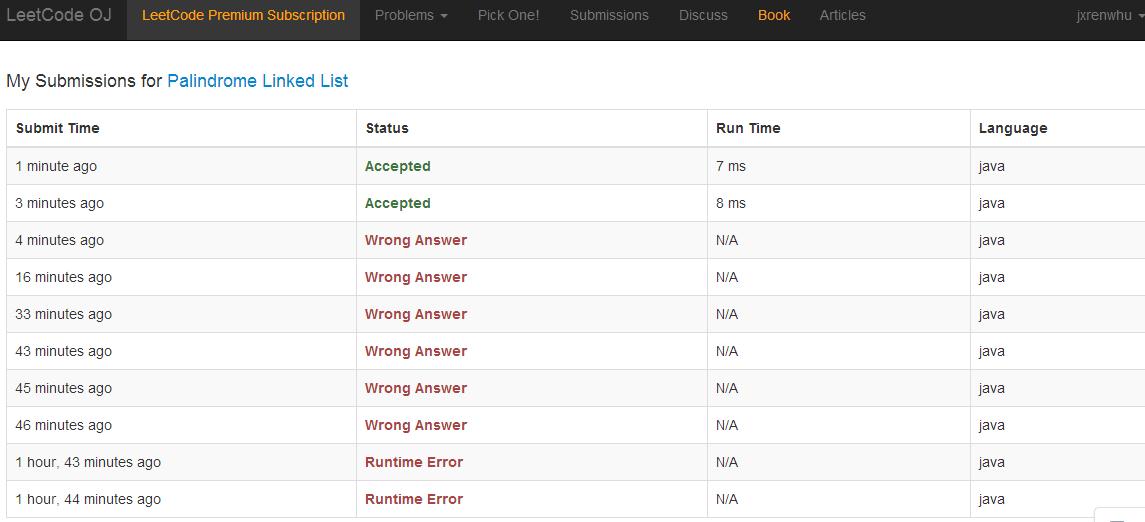 LeetCode OJ LeetCode Premium Subscription Problems Pick One! Submissions Discuss Book Articles jxrenwhu
My Submissions for Palindrome Linked List
Submit Time Status Run Time Language
1 minute ago Accepted 7 ms java
3 minutes ago Accepted 8 ms java
4 minutes ago Wrong Answer N/A java
16 minutes ago Wrong Answer N/A java
33 minutes ago Wrong Answer N/A java
43 minutes ago Wrong Answer N/A java
45 minutes ago Wrong Answer N/A java
46 minutes ago Wrong Answer N/A java
1 hour, 43 minutes ago Runtime Error N/A java
1 hour, 44 minutes ago Runtime Error N/A java